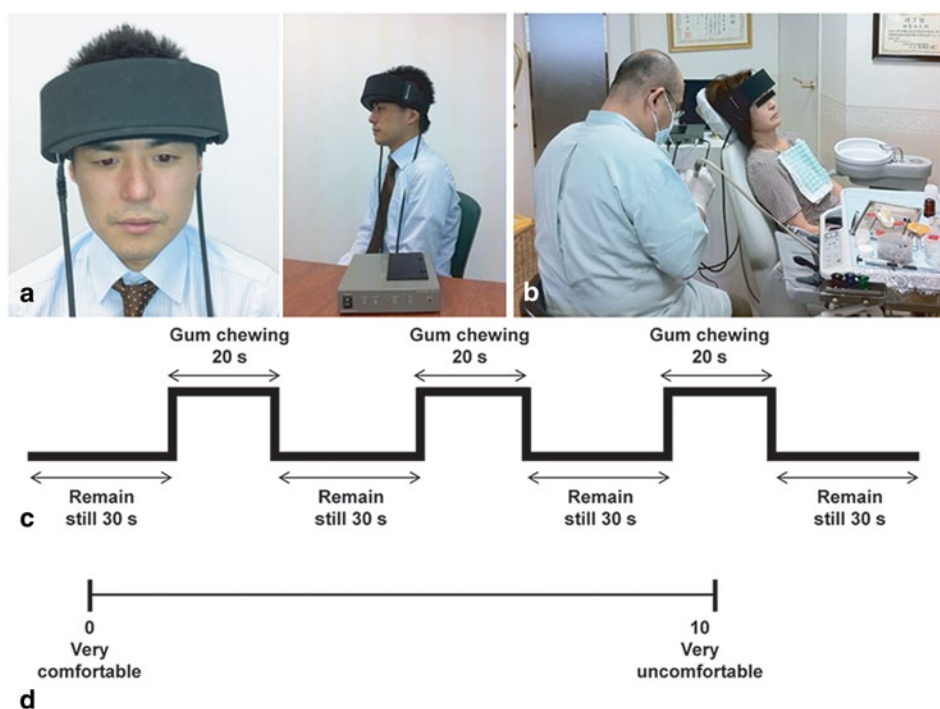 a
b
Gum chewing
20 s
Gum chewing
20 s
Gum chewing
20 s
Remain
still 30 s
Remain
still 30 s
Remain
still 30 s
Remain
still 30 s
c
0
Very
comfortable
10
Very
uncomfortable
d